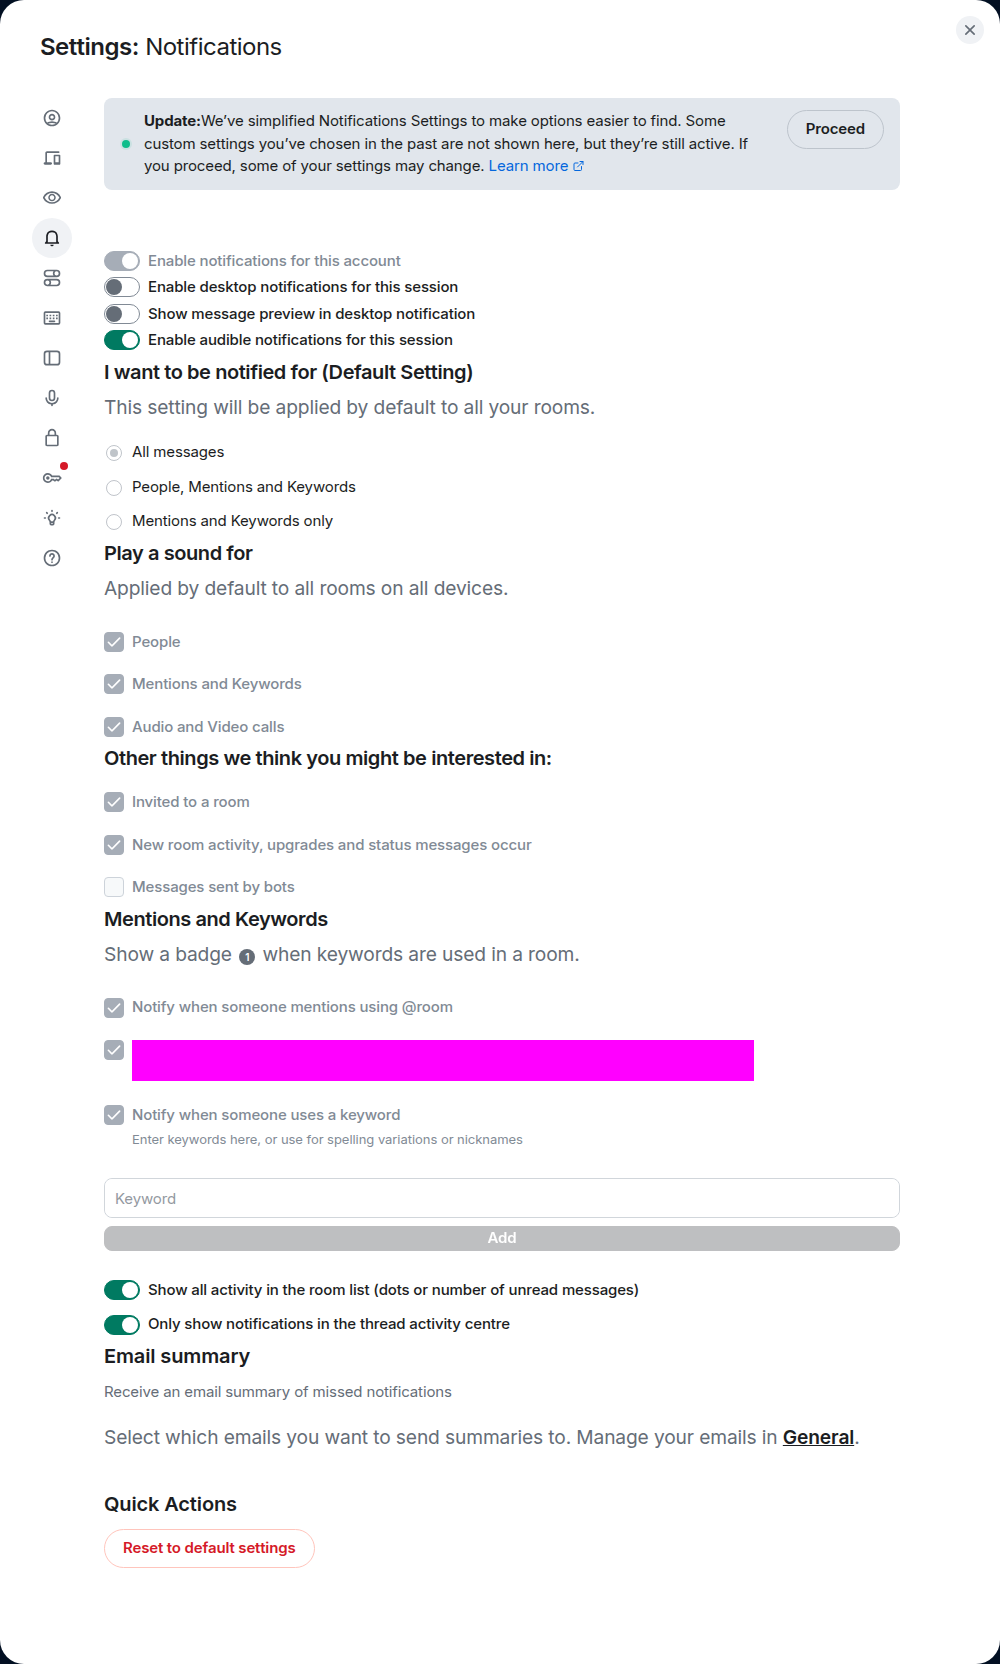 Settings: Notifications
Update:We’ve simplified Notifications Settings to make options easier to find. Some
custom settings you’ve chosen in the past are not shown here, but they’re still active. If
you proceed, some of your settings may change. Learn more
Proceed
Enable notifications for this account
Enable desktop notifications for this session
Show message preview in desktop notification
Enable audible notifications for this session
I want to be notified for (Default Setting)
This setting will be applied by default to all your rooms.
All messages
People, Mentions and Keywords
Mentions and Keywords only
Play a sound for
Applied by default to all rooms on all devices.
People
Mentions and Keywords
Audio and Video calls
Other things we think you might be interested in:
Invited to a room
New room activity, upgrades and status messages occur
Messages sent by bots
Mentions and Keywords
Show a badge 1 when keywords are used in a room.
Notify when someone mentions using @room
Notify when someone uses a keyword
Enter keywords here, or use for spelling variations or nicknames
Keyword
Add
Show all activity in the room list (dots or number of unread messages)
Only show notifications in the thread activity centre
Email summary
Receive an email summary of missed notifications
Select which emails you want to send summaries to. Manage your emails in General.
Quick Actions
Reset to default settings